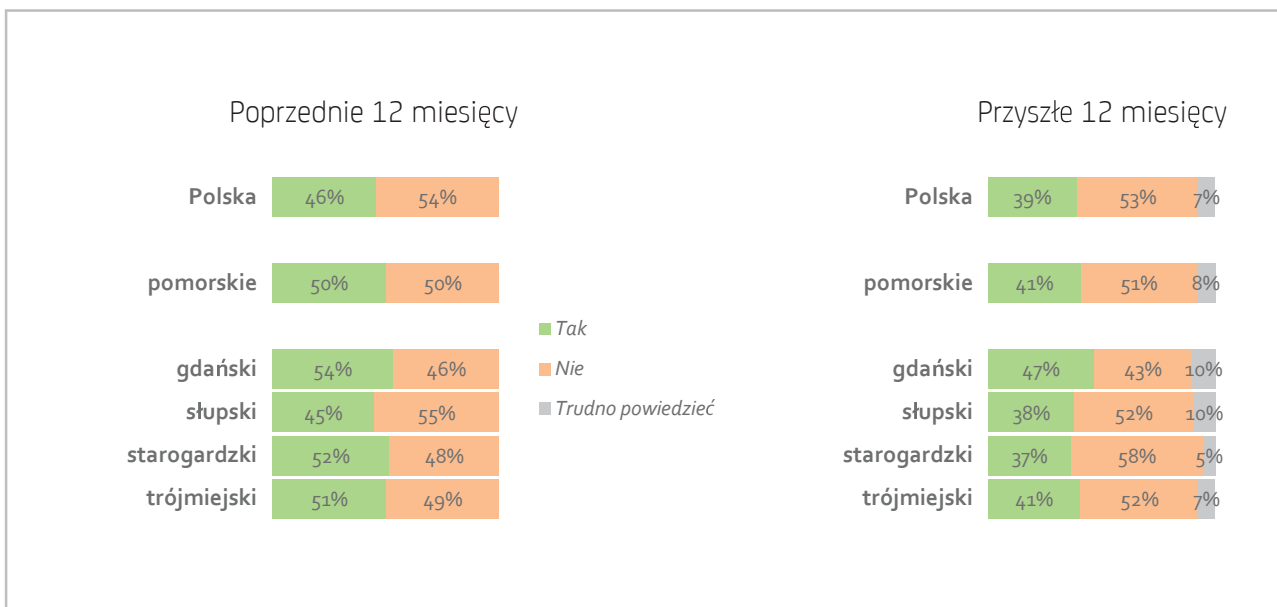 Poprzednie 12 miesięcy
Polska 46% 54%
pomorskie 50% 50%
gdański 54% 46%
słupski 45% 55%
starogardzki 52% 48%
trójmiejski 51% 49%
Tak
Nie
Trudno powiedzieć
Przyszłe 12 miesięcy
Polska 39% 53% 7%
pomorskie 41% 51% 8%
gdański 47% 43% 10%
słupski 38% 52% 10%
starogardzki 37% 58% 5%
trójmiejski 41% 52% 7%